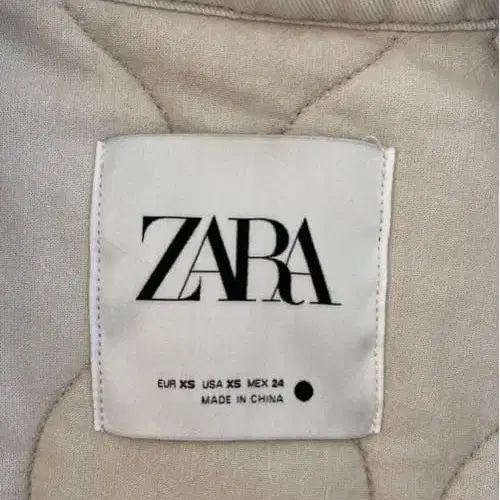 ZARA
EUR XS USA XS MEX 24
MADE IN CHINA